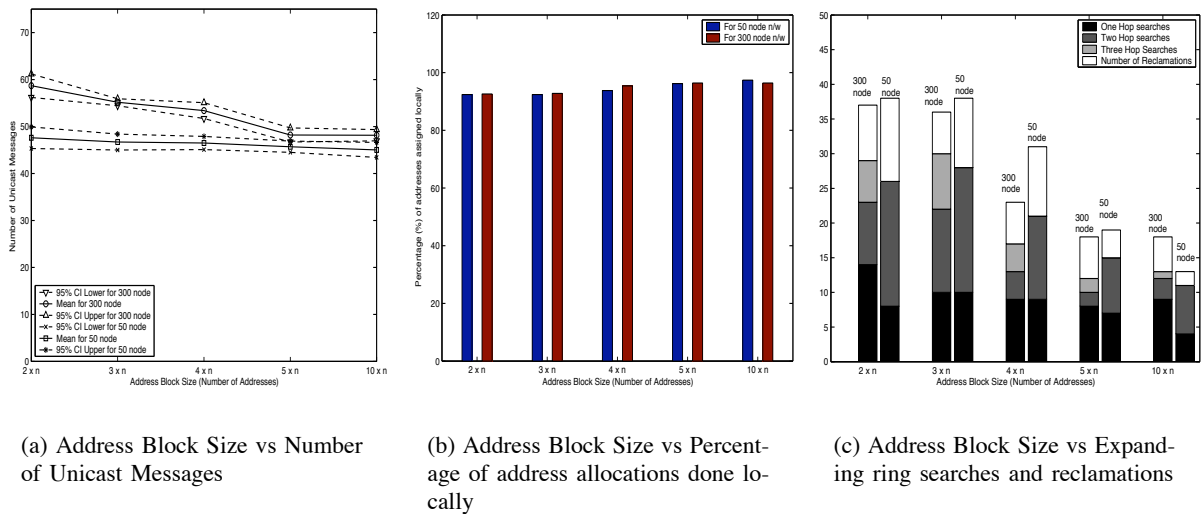 75
70
60
50
40
30
20
10
0
Number of Unicast Messages
95% CI Lower for 300 node
Mean for 300 node
95% CI Upper for 300 node
95% CI Lower for 50 node
Mean for 50 node
95% CI Upper for 50 node
2 x n 3 x n 4 x n 5 x n 10 x n
Address Block Size (Number of Addresses)
(a) Address Block Size vs Number
of Unicast Messages
120
100
80
60
40
20
0
Percentage (%) of addresses assigned locally
For 50 node n/w
For 300 node n/w
2 x n 3 x n 4 x n 5 x n 10 x n
Address Block Size (Number of Addresses)
(b) Address Block Size vs Percent-
age of address allocations done lo-
cally
50
45
40
35
30
25
20
15
10
5
0
One Hop searches
Two Hop searches
Three Hop Searches
Number of Reclamations
300
node
50
node
300
node
50
node
300
node
50
node
300
node
50
node
300
node
50
node
2 x n 3 x n 4 x n 5 x n 10 x n
Address Block Size (Number of Addresses)
(c) Address Block Size vs Expand-
ing ring searches and reclamations